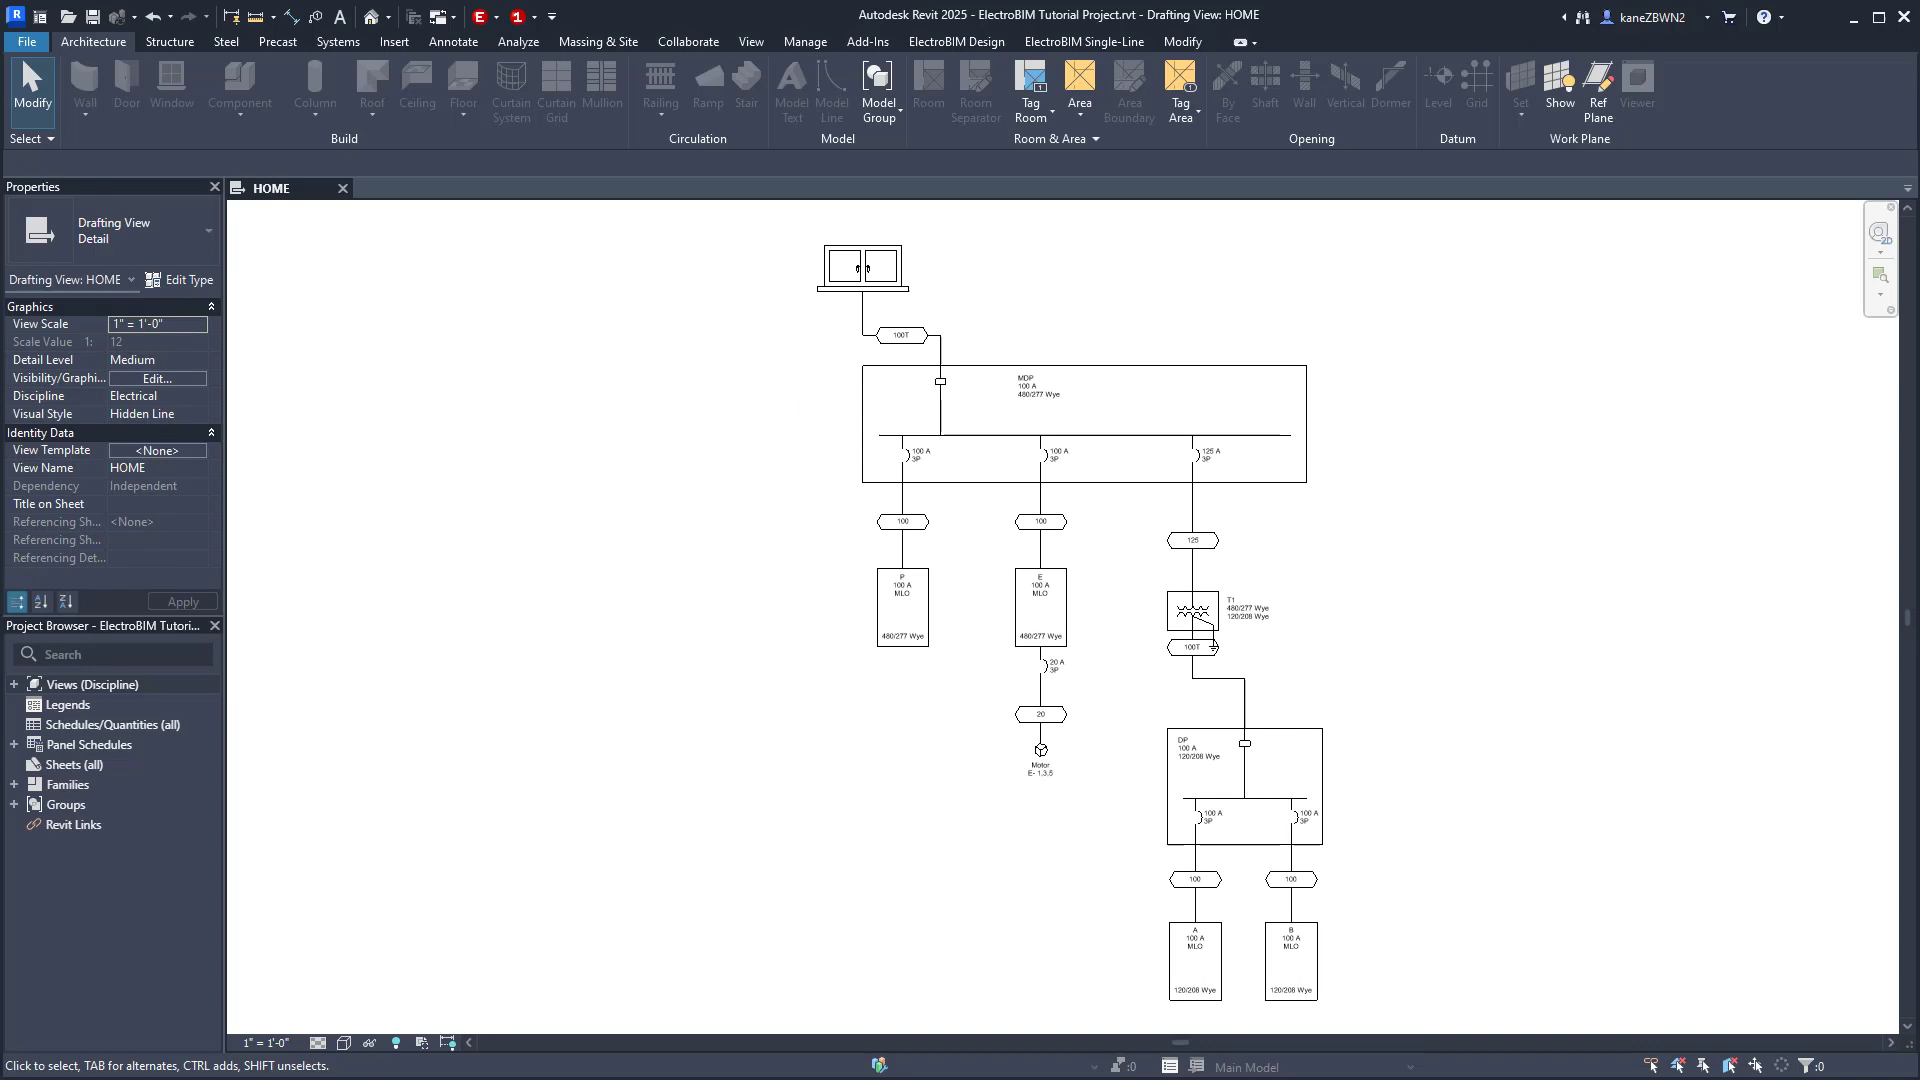 Autodesk Revit 2025 - ElectroBIM Tutorial Project.rvt - Drafting View: HOME
kaneZBWN2
File
Architecture
Structure
Steel
Precast
Systems
Insert
Annotate
Analyze
Massing & Site
Collaborate
View
Manage
Add-Ins
ElectroBIM Design
ElectroBIM Single-Line
Modify
Modify
Wall
Door
Window
Component
Column
Roof
Ceiling
Floor
Curtain
System
Curtain
Grid
Mullion
Railing
Ramp
Stair
Model
Text
Model
Line
Model
Group
Room
Room
Separator
Tag
Room
Area
Area
Boundary
Tag
Area
By
Face
Shaft
Wall
Vertical
Dormer
Level
Grid
Set
Show
Ref
Plane
Viewer
Select
Build
Circulation
Model
Room & Area
Opening
Datum
Work Plane
Properties
HOME
Drafting View
Detail
Drafting View: HOME
Edit Type
Graphics
View Scale
1" = 1'-0"
Scale Value 1:
12
Detail Level
Medium
Visibility/Graphi...
Edit...
Discipline
Electrical
Visual Style
Hidden Line
Identity Data
View Template
<None>
View Name
HOME
Dependency
Independent
Title on Sheet
Referencing Sh...
<None>
Referencing Sh...
Referencing Det...
Apply
Project Browser - ElectroBIM Tutori...
Search
Views (Discipline)
Legends
Schedules/Quantities (all)
Panel Schedules
Sheets (all)
Families
Groups
Revit Links
2D
100T
MDP
100 A
480/277 Wye
100 A
3P
100 A
3P
125 A
3P
100
100
125
P
100 A
MLO
480/277 Wye
E
100 A
MLO
480/277 Wye
T1
480/277 Wye
120/208 Wye
100T
20 A
3P
20
Motor
E- 1,3,5
DP
100 A
120/208 Wye
100 A
3P
100 A
3P
100
100
A
100 A
MLO
120/208 Wye
B
100 A
MLO
120/208 Wye
1" = 1'-0"
Click to select, TAB for alternates, CTRL adds, SHIFT unselects.
:0
Main Model
:0